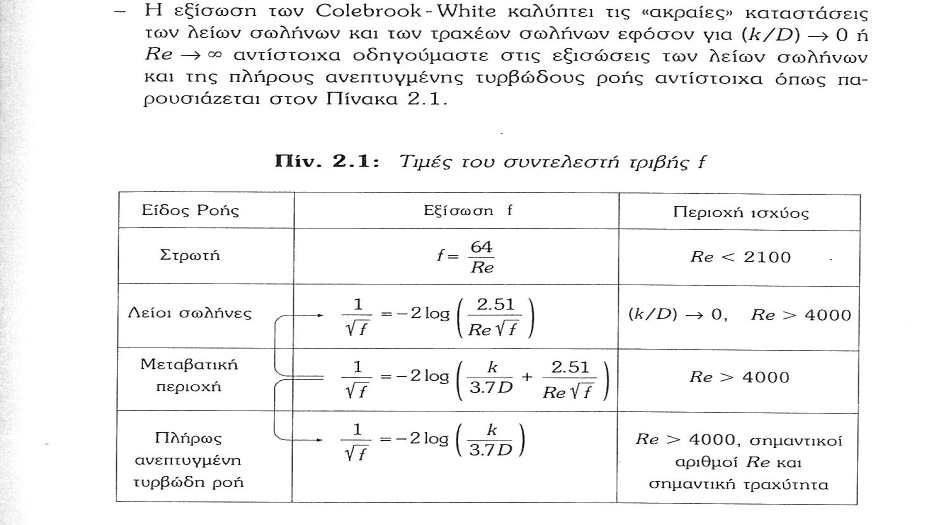 – Η εξίσωση των Colebrook-White καλύπτει τις «ακραίες» καταστάσεις
των λείων σωλήνων και των τραχέων σωλήνων εφόσον για (k/D) → 0 ή
Re → ∞ αντίστοιχα οδηγούμαστε στις εξισώσεις των λείων σωλήνων
και της πλήρους ανεπτυγμένης τυρβώδους ροής αντίστοιχα όπως πα-
ρουσιάζεται στον Πίνακα 2.1.
Πίν. 2.1: Τιμές του συντελεστή τριβής f
Είδος Ροής Εξίσωση f Περιοχή ισχύος
Στρωτή f = 64/Re Re < 2100
Λείοι σωλήνες 1/√f = -2 log (2.51/(Re√f)) (k/D) → 0, Re > 4000
Μεταβατική
περιοχή 1/√f = -2 log (k/3.7D + 2.51/(Re√f)) Re > 4000
Πλήρως
ανεπτυγμένη
τυρβώδη ροή 1/√f = -2 log (k/3.7D) Re > 4000, σημαντικοί
αριθμοί Re και
σημαντική τραχύτητα